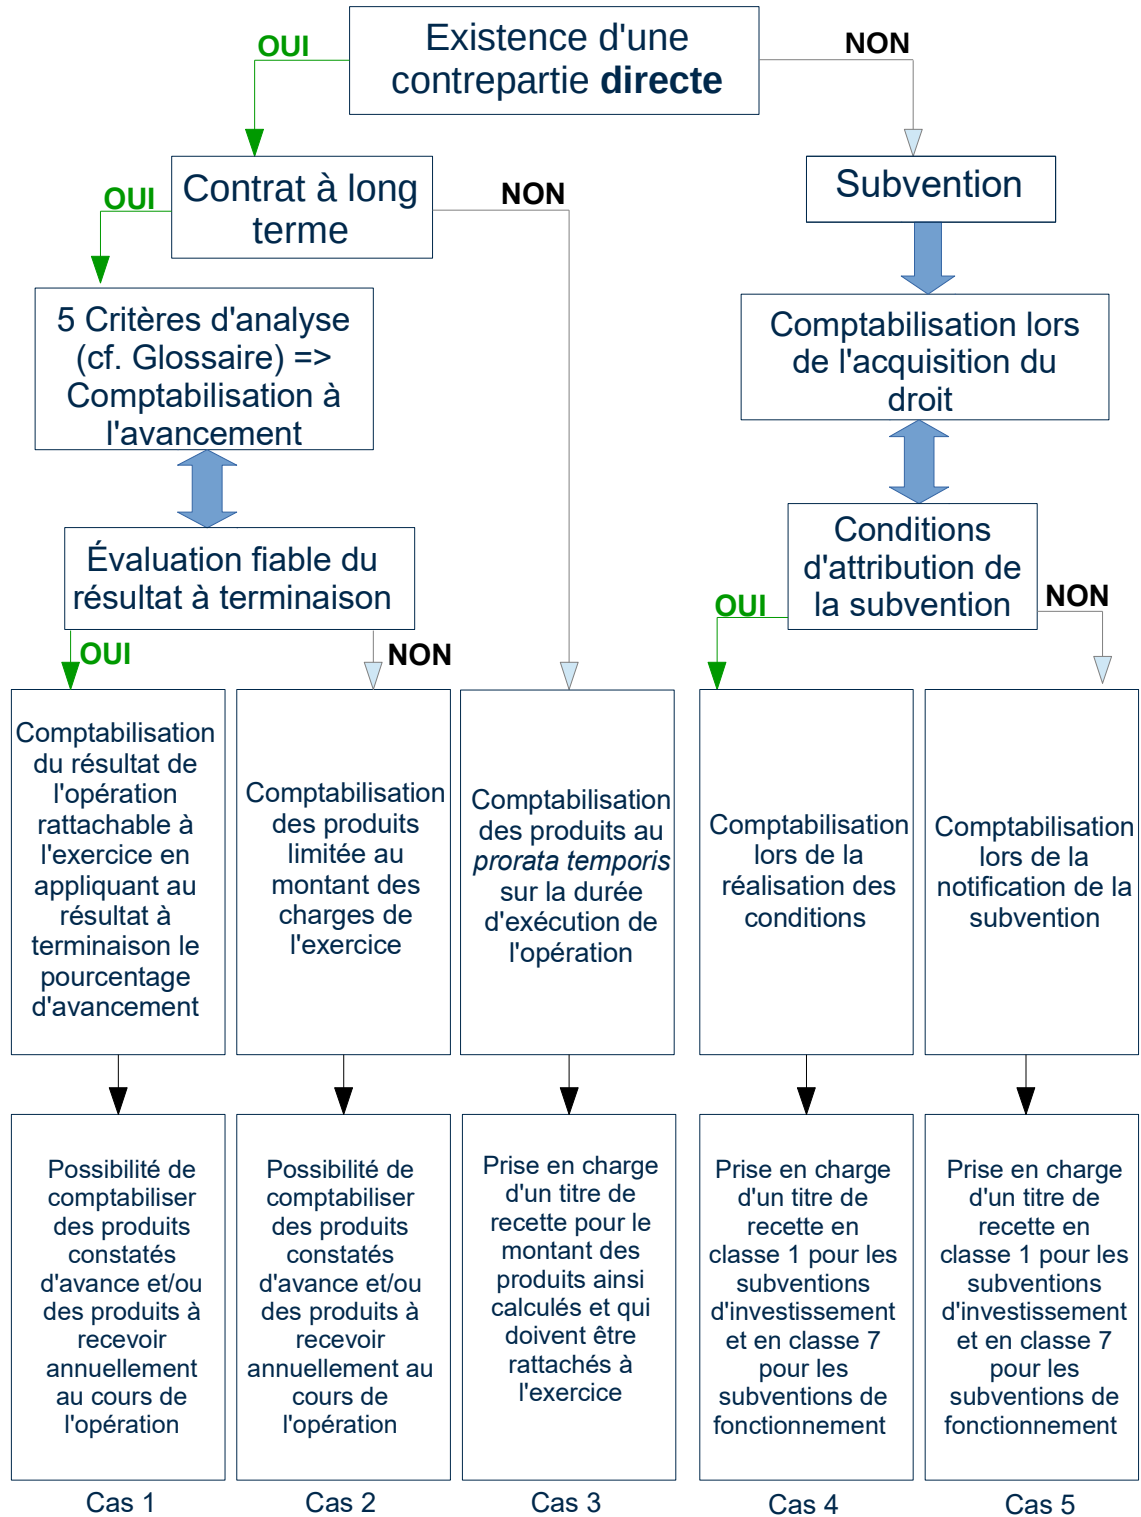 Existence d'une
contrepartie directe
OUI
NON
Contrat à long
terme
OUI
NON
Subvention
5 Critères d'analyse
(cf. Glossaire) =>
Comptabilisation à
l'avancement
Comptabilisation lors
de l'acquisition du
droit
Évaluation fiable du
résultat à terminaison
Conditions
d'attribution de
la subvention
OUI
NON
OUI
NON
Comptabilisation
du résultat de
l'opération
rattachable à
l'exercice en
appliquant au
résultat à
terminaison le
pourcentage
d'avancement
Comptabilisation
des produits
limitée au
montant des
charges de
l'exercice
Comptabilisation
des produits au
prorata temporis
sur la durée
d'exécution de
l'opération
Comptabilisation
lors de la
réalisation des
conditions
Comptabilisation
lors de la
notification de la
subvention
Possibilité de
comptabiliser
des produits
constatés
d'avance et/ou
des produits à
recevoir
annuellement
au cours de
l'opération
Possibilité de
comptabiliser
des produits
constatés
d'avance et/ou
des produits à
recevoir
annuellement au
cours de
l'opération
Prise en charge
d'un titre de
recette pour le
montant des
produits ainsi
calculés et qui
doivent être
rattachés à
l'exercice
Prise en charge
d'un titre de
recette en
classe 1 pour les
subventions
d'investissement
et en classe 7
pour les
subventions de
fonctionnement
Prise en charge
d'un titre de
recette en
classe 1 pour les
subventions
d'investissement
et en classe 7
pour les
subventions de
fonctionnement
Cas 1
Cas 2
Cas 3
Cas 4
Cas 5